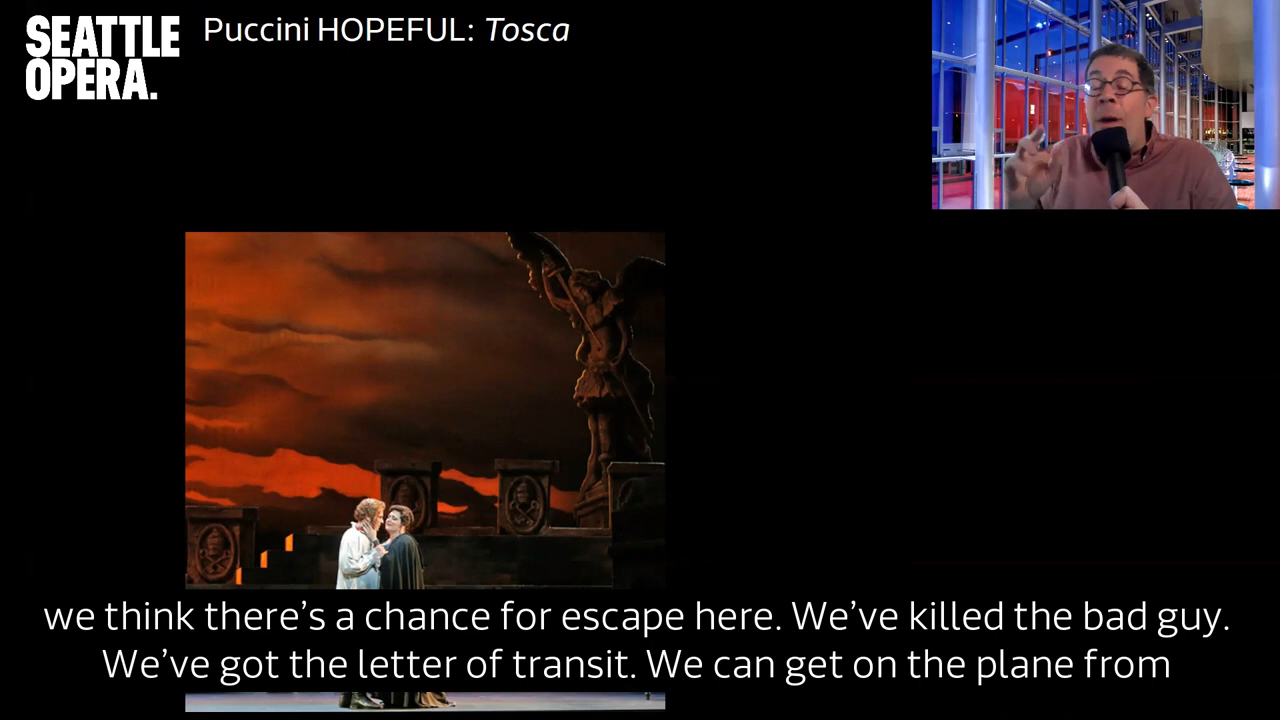 SEATTLE
OPERA.
Puccini HOPEFUL: Tosca
we think there’s a chance for escape here. We’ve killed the bad guy.
We’ve got the letter of transit. We can get on the plane from